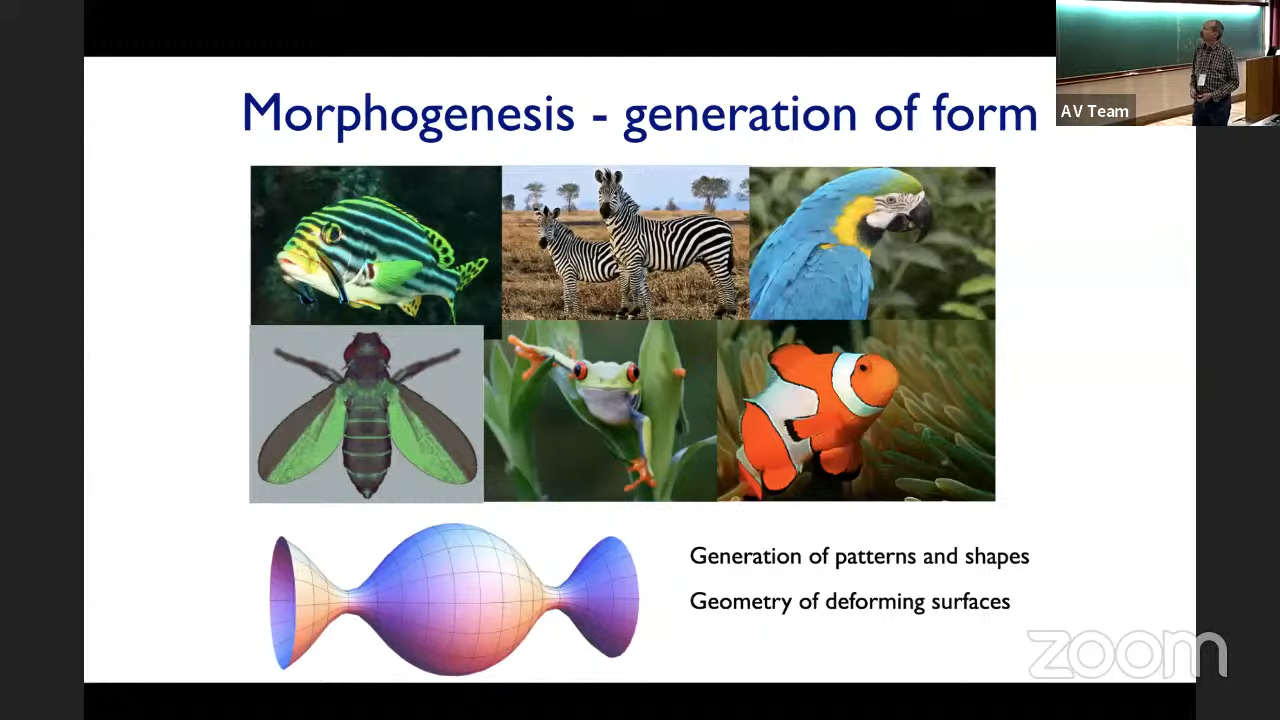 Morphogenesis - generation of form
AV Team
Generation of patterns and shapes
Geometry of deforming surfaces
zoom